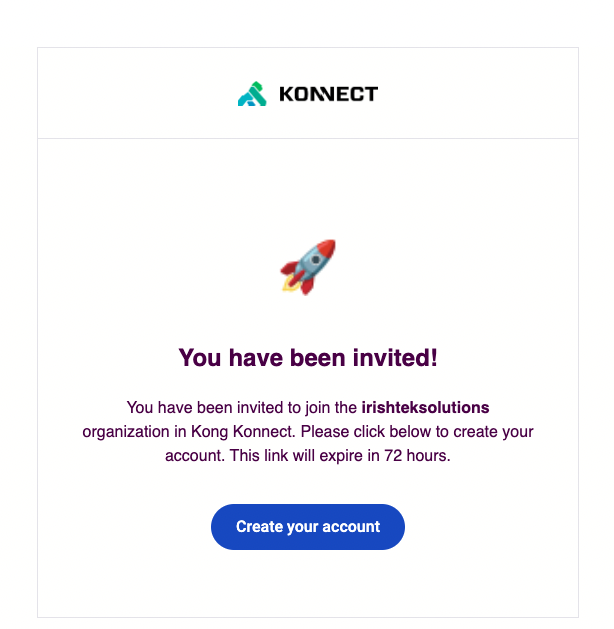 KONNECT
You have been invited!
You have been invited to join the irishteksolutions
organization in Kong Konnect. Please click below to create your
account. This link will expire in 72 hours.
Create your account